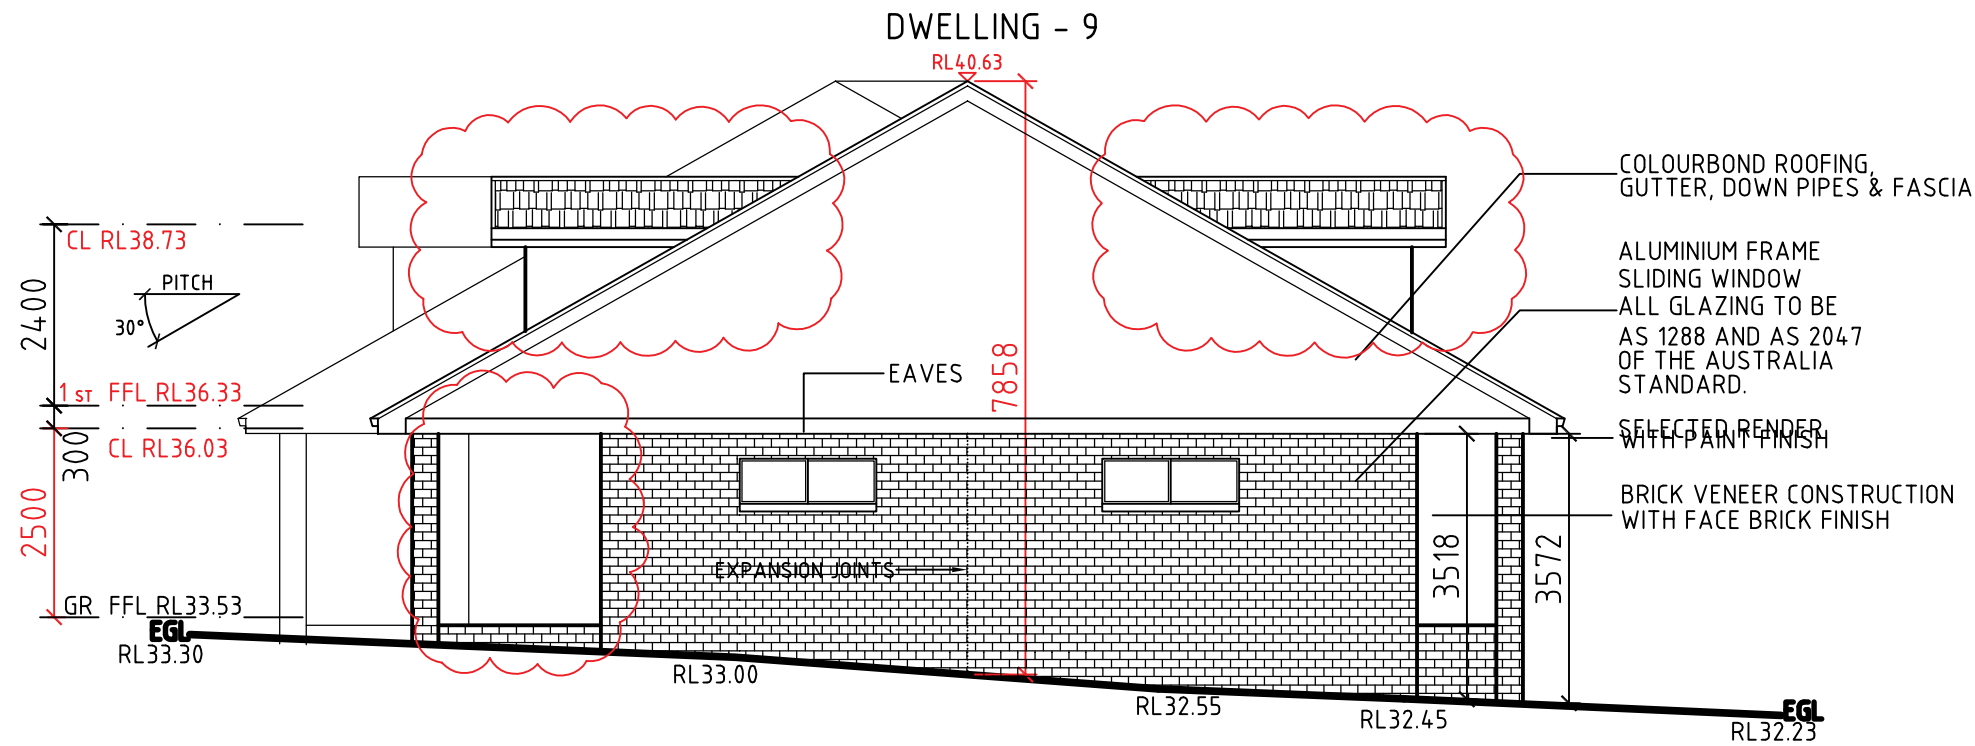 DWELLING - 9
RL40.63
COLOURBOND ROOFING,
GUTTER, DOWN PIPES & FASCIA
CL RL38.73
ALUMINIUM FRAME
SLIDING WINDOW
ALL GLAZING TO BE
AS 1288 AND AS 2047
OF THE AUSTRALIA
STANDARD.
PITCH
30°
2400
7858
EAVES
1 ST FFL RL36.33
CL RL36.03
300
SELECTED RENDER
WITH PAINT FINISH
BRICK VENEER CONSTRUCTION
WITH FACE BRICK FINISH
2500
EXPANSION JOINTS
3518
3572
GR FFL RL33.53
EGL
RL33.30
RL33.00
RL32.55
RL32.45
EGL
RL32.23